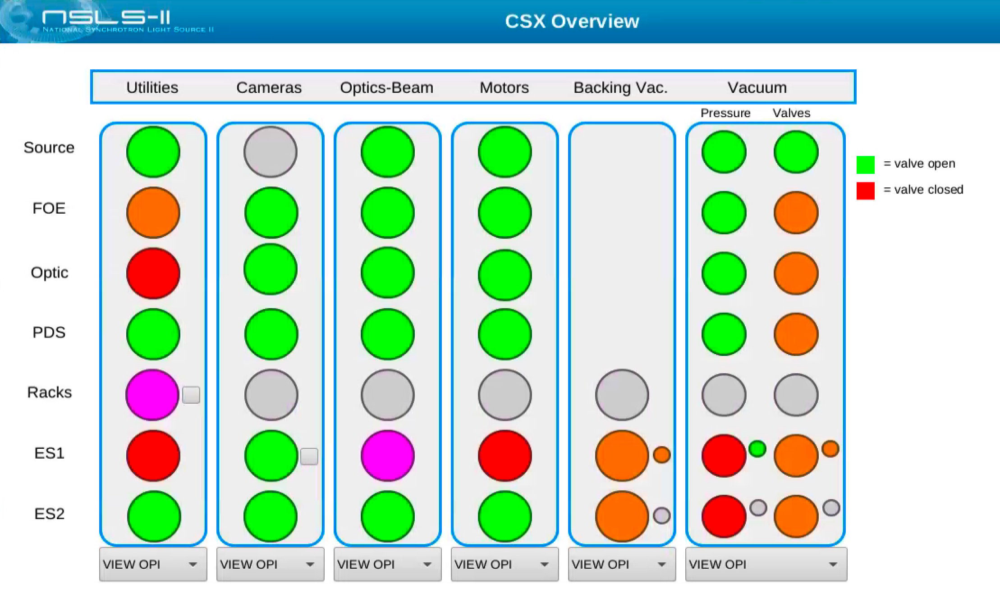 NSLS-II
NATIONAL SYNCHROTRON LIGHT SOURCE II
CSX Overview
Utilities Cameras Optics-Beam Motors Backing Vac. Vacuum
Pressure Valves
Source
= valve open
= valve closed
FOE
Optic
PDS
Racks
ES1
ES2
VIEW OPI VIEW OPI VIEW OPI VIEW OPI VIEW OPI VIEW OPI